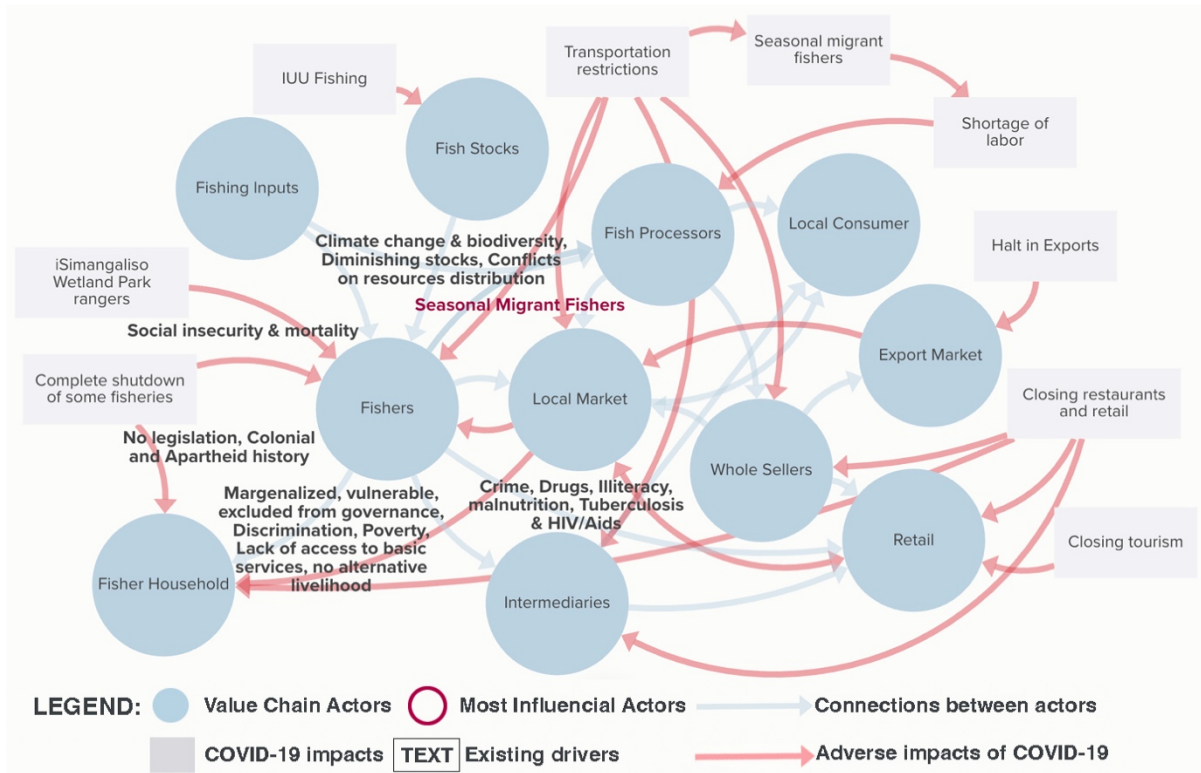 Transportation
restrictions
Seasonal migrant
fishers
IUU Fishing
Shortage of
labor
Fish Stocks
Fishing Inputs
Fish Processors
Local Consumer
Climate change & biodiversity,
Diminishing stocks, Conflicts
on resources distribution
Halt in Exports
iSimangaliso
Wetland Park
rangers
Seasonal Migrant Fishers
Social insecurity & mortality
Export Market
Complete shutdown
of some fisheries
Fishers
Local Market
Closing restaurants
and retail
No legislation, Colonial
and Apartheid history
Whole Sellers
Margenalized, vulnerable,
excluded from governance,
Discrimination, Poverty,
Lack of access to basic
services, no alternative
livelihood
Crime, Drugs, Illiteracy,
malnutrition, Tuberculosis
& HIV/Aids
Retail
Closing tourism
Fisher Household
Intermediaries
LEGEND: Value Chain Actors Most Influencial Actors Connections between actors
COVID-19 impacts TEXT Existing drivers Adverse impacts of COVID-19